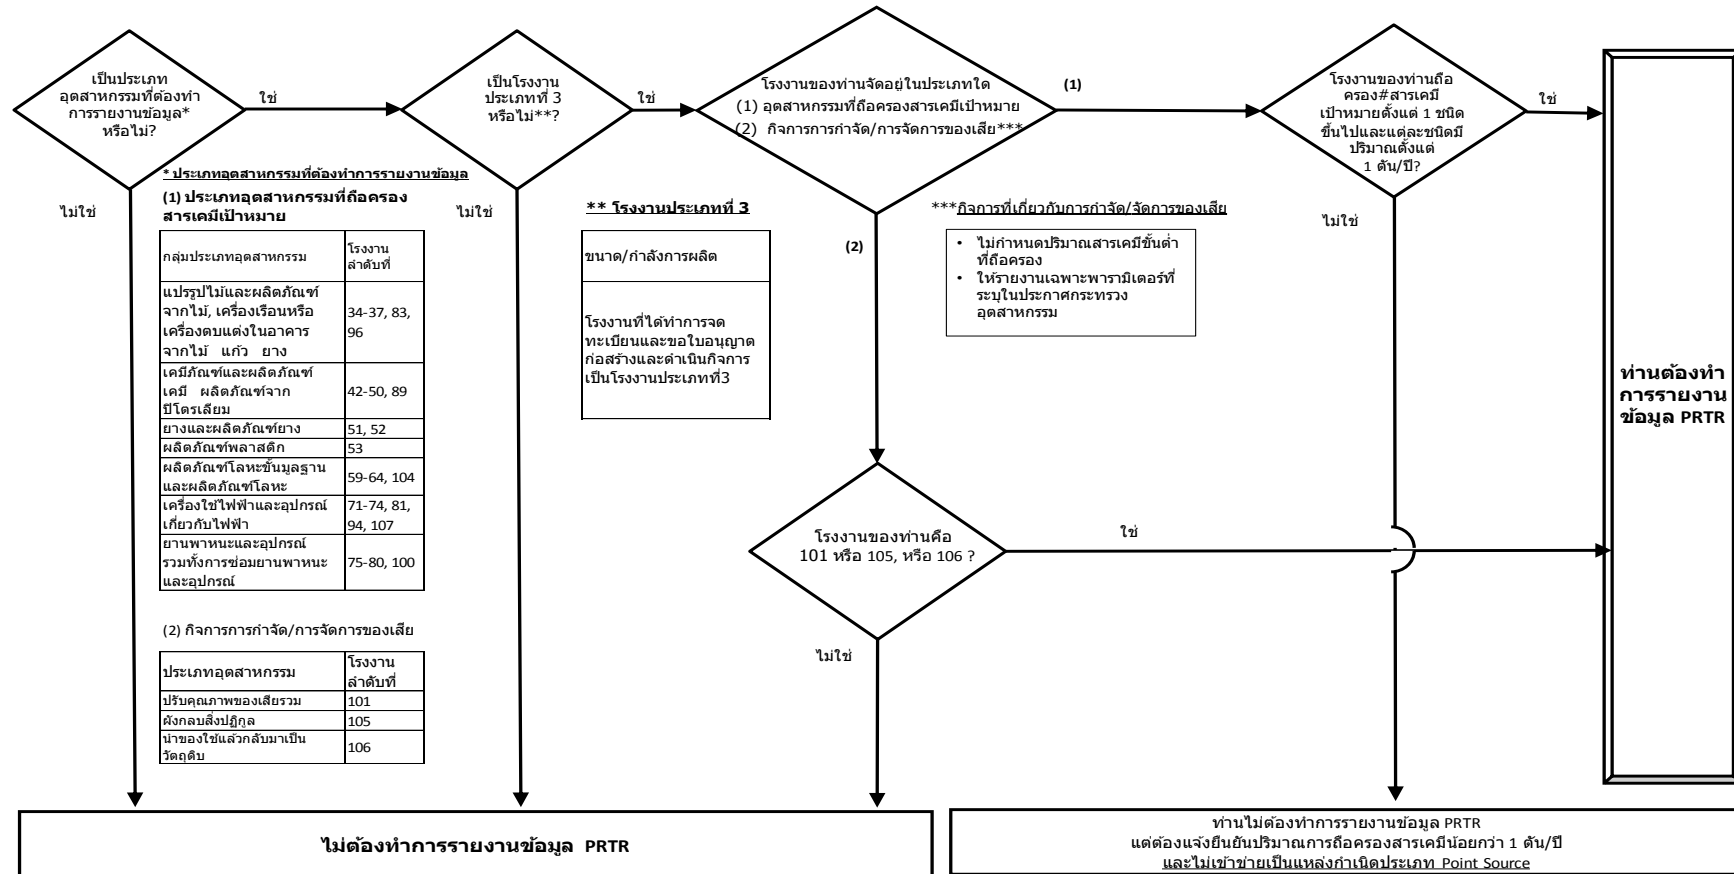 เป็นประเภท
อุตสาหกรรมที่ต้องทำ
การรายงานข้อมูล*
หรือไม่?
ใช่
เป็นโรงงาน
ประเภทที่ 3
หรือไม่**?
ใช่
โรงงานของท่านจัดอยู่ในประเภทใด
(1) อุตสาหกรรมที่ถือครองสารเคมีเป้าหมาย
(2) กิจการการกำจัด/การจัดการของเสีย***
(1)
โรงงานของท่านถือ
ครอง#สารเคมี
เป้าหมายตั้งแต่ 1 ชนิด
ขึ้นไปและแต่ละชนิดมี
ปริมาณตั้งแต่
1 ตัน/ปี?
ใช่
ไม่ใช่
* ประเภทอุตสาหกรรมที่ต้องทำการรายงานข้อมูล
(1) ประเภทอุตสาหกรรมที่ถือครอง
สารเคมีเป้าหมาย
กลุ่มประเภทอุตสาหกรรม
โรงงาน
ลำดับที่
แปรรูปไม้และผลิตภัณฑ์
จากไม้, เครื่องเรือนหรือ
เครื่องตบแต่งในอาคาร
จากไม้ แก้ว ยาง
34-37, 83,
96
เคมีภัณฑ์และผลิตภัณฑ์
เคมี ผลิตภัณฑ์จาก
ปิโตรเลียม
42-50, 89
ยางและผลิตภัณฑ์ยาง
51, 52
ผลิตภัณฑ์พลาสติก
53
ผลิตภัณฑ์โลหะขั้นมูลฐาน
และผลิตภัณฑ์โลหะ
59-64, 104
เครื่องใช้ไฟฟ้าและอุปกรณ์
เกี่ยวกับไฟฟ้า
71-74, 81,
94, 107
ยานพาหนะและอุปกรณ์
รวมทั้งการซ่อมยานพาหนะ
และอุปกรณ์
75-80, 100
(2) กิจการการกำจัด/การจัดการของเสีย
ประเภทอุตสาหกรรม
โรงงาน
ลำดับที่
ปรับคุณภาพของเสียรวม
101
ฝังกลบสิ่งปฏิกูล
105
นำของใช้แล้วกลับมาเป็น
วัตถุดิบ
106
ไม่ใช่
** โรงงานประเภทที่ 3
ขนาด/กำลังการผลิต
โรงงานที่ได้ทำการจด
ทะเบียนและขอใบอนุญาต
ก่อสร้างและดำเนินกิจการ
เป็นโรงงานประเภทที่3
(2)
***กิจการที่เกี่ยวกับการกำจัด/จัดการของเสีย
• ไม่กำหนดปริมาณสารเคมีขั้นต่ำ
ที่ถือครอง
• ให้รายงานเฉพาะพารามิเตอร์ที่
ระบุในประกาศกระทรวง
อุตสาหกรรม
ไม่ใช่
โรงงานของท่านคือ
101 หรือ 105, หรือ 106 ?
ใช่
ไม่ใช่
ท่านต้องทำ
การรายงาน
ข้อมูล PRTR
ไม่ต้องทำการรายงานข้อมูล PRTR
ท่านไม่ต้องทำการรายงานข้อมูล PRTR
แต่ต้องแจ้งยืนยันปริมาณการถือครองสารเคมีน้อยกว่า 1 ตัน/ปี
และไม่เข้าข่ายเป็นแหล่งกำเนิดประเภท Point Source